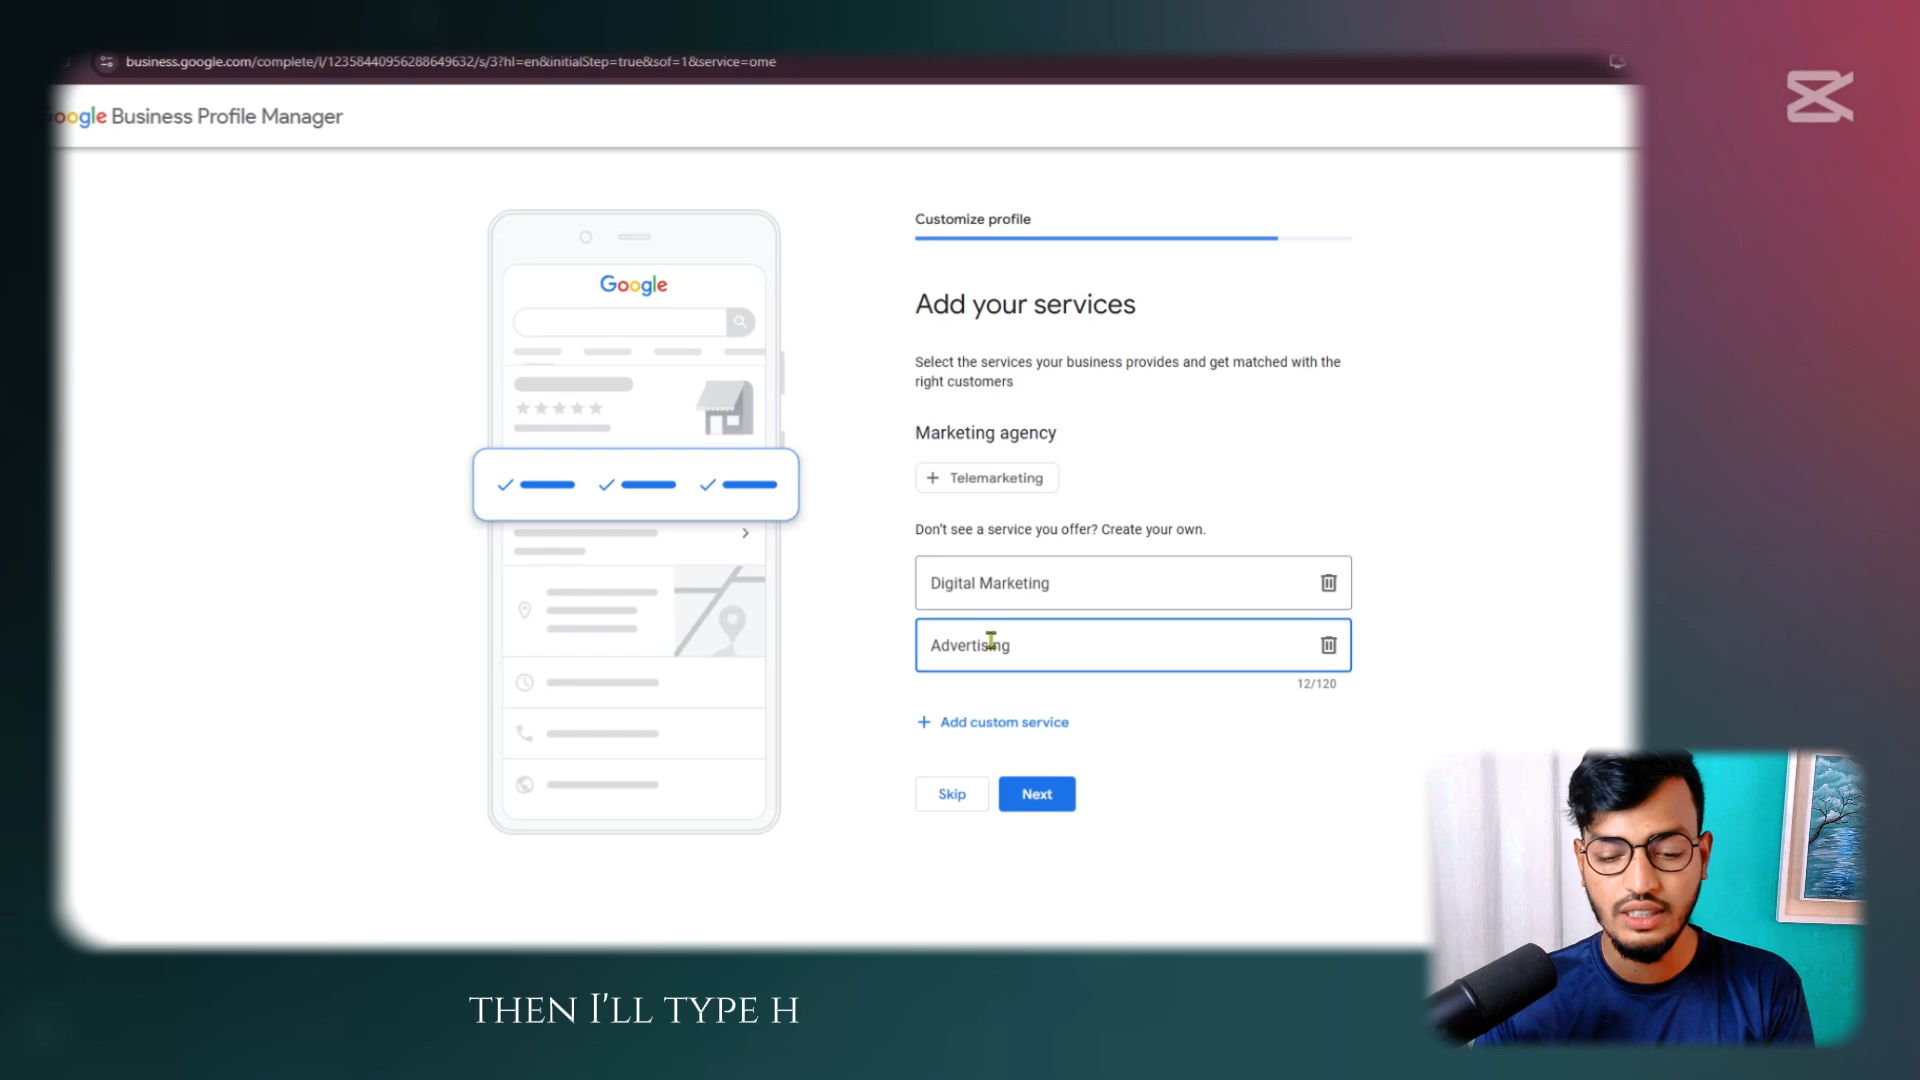 business.google.com/complete/l/12358440956288649632/s/3?hl=en&initialStep=true&sof=1&service=ome
Google Business Profile Manager
Customize profile
Google
Add your services
Select the services your business provides and get matched with the
right customers
Marketing agency
+ Telemarketing
Don't see a service you offer? Create your own.
Digital Marketing
Advertising
12/120
+ Add custom service
Skip
Next
THEN I'LL TYPE H